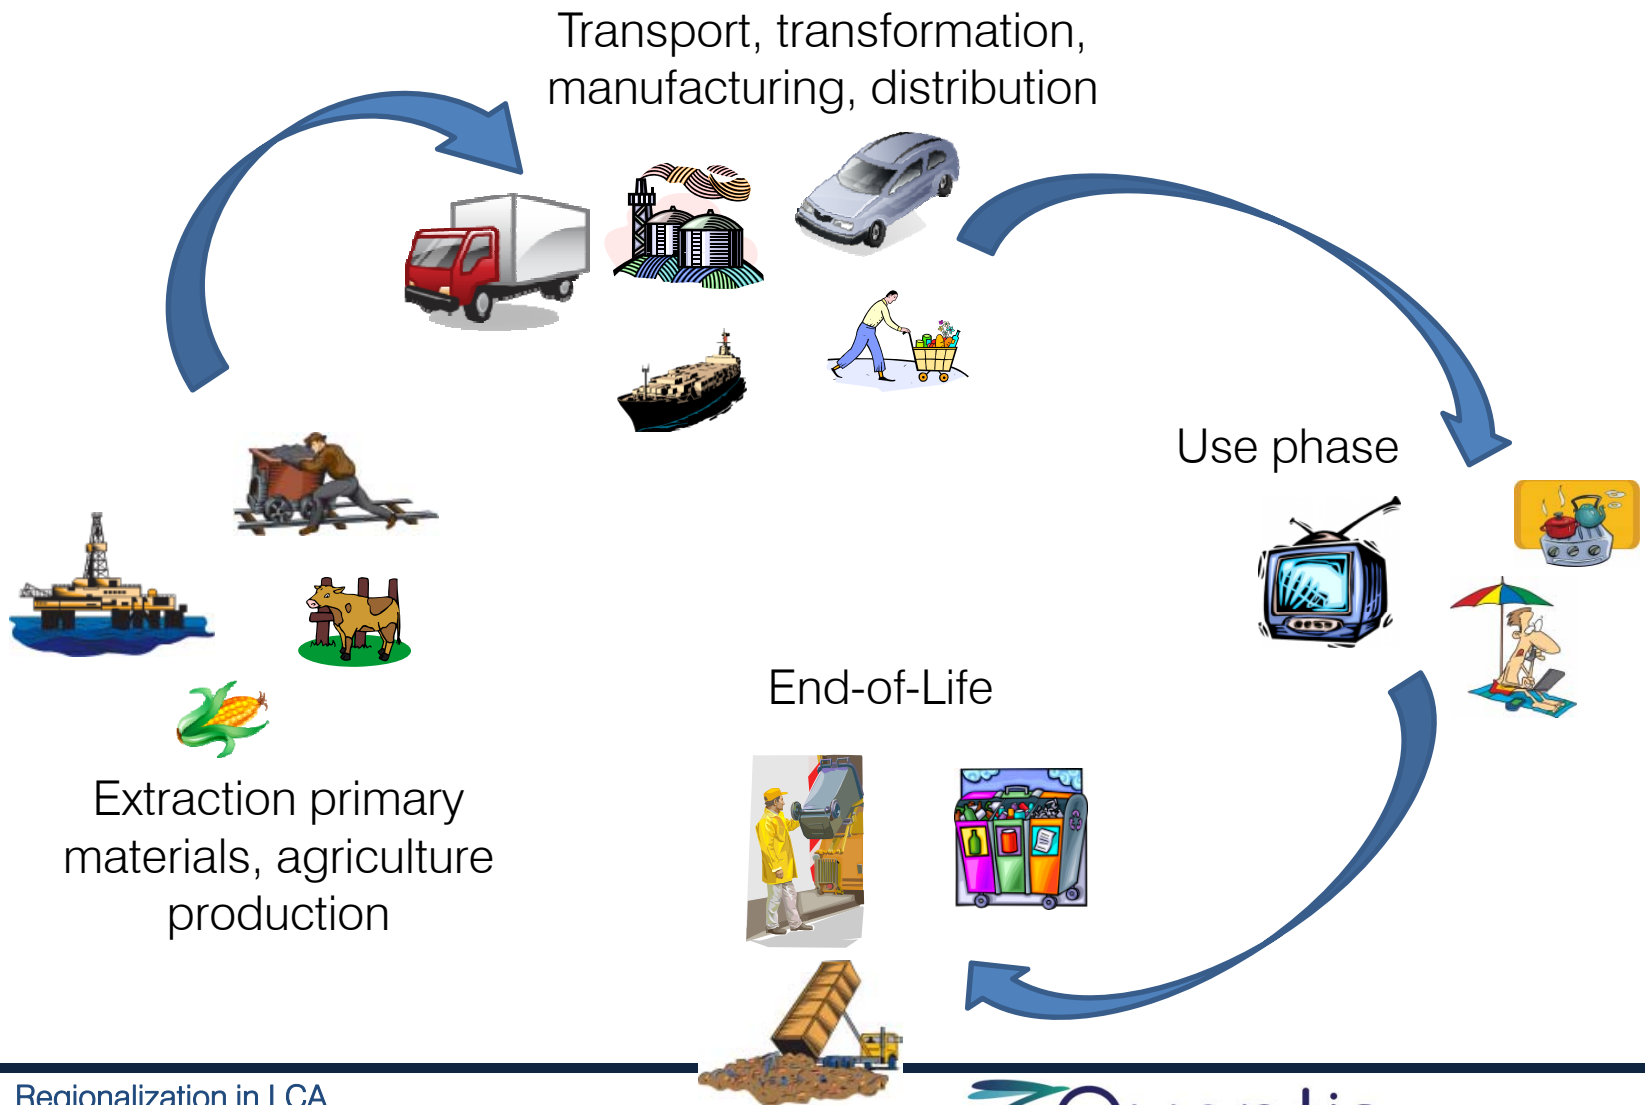 Transport, transformation,
manufacturing, distribution
Use phase
End-of-Life
Extraction primary
materials, agriculture
production
Regionalization in LCA